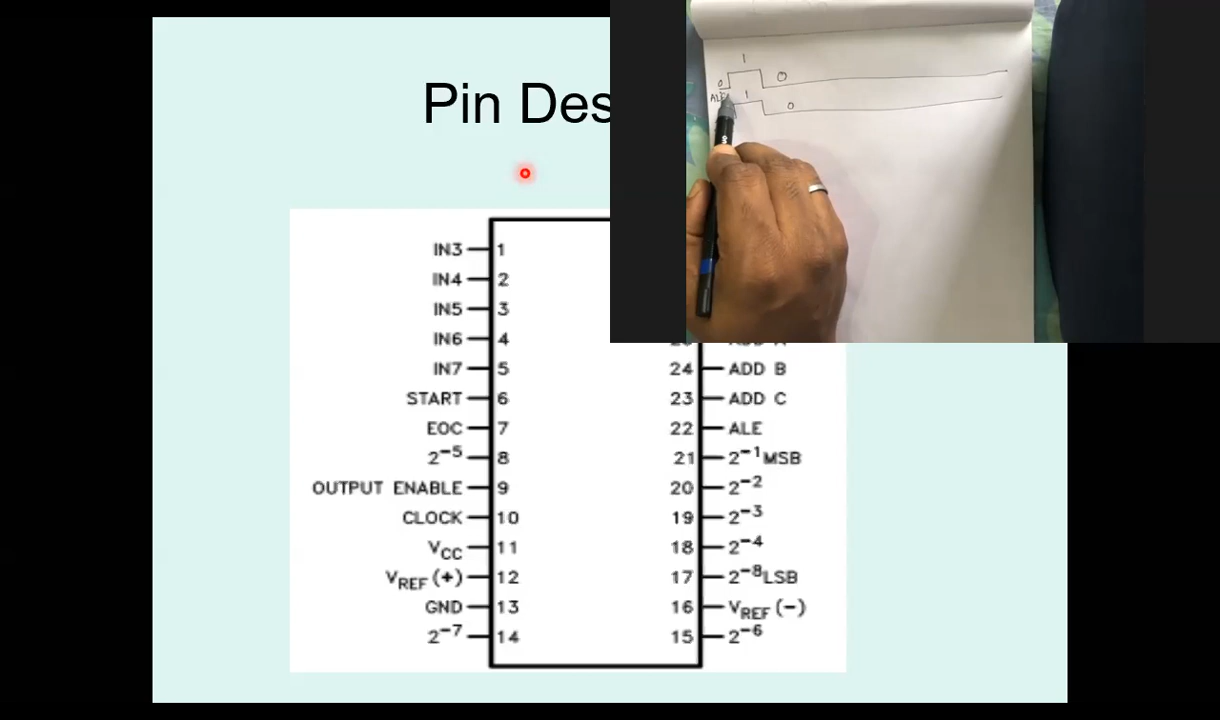 Pin Des
IN3 1
IN4 2
IN5 3
IN6 4
IN7 5
START 6
EOC 7
2⁻⁵ 8
OUTPUT ENABLE 9
CLOCK 10
VCC 11
VREF (+) 12
GND 13
2⁻⁷ 14
24 ADD B
23 ADD C
22 ALE
21 2⁻¹MSB
20 2⁻²
19 2⁻³
18 2⁻⁴
17 2⁻⁸LSB
16 VREF (−)
15 2⁻⁶
1
0 0
ALE 1
0